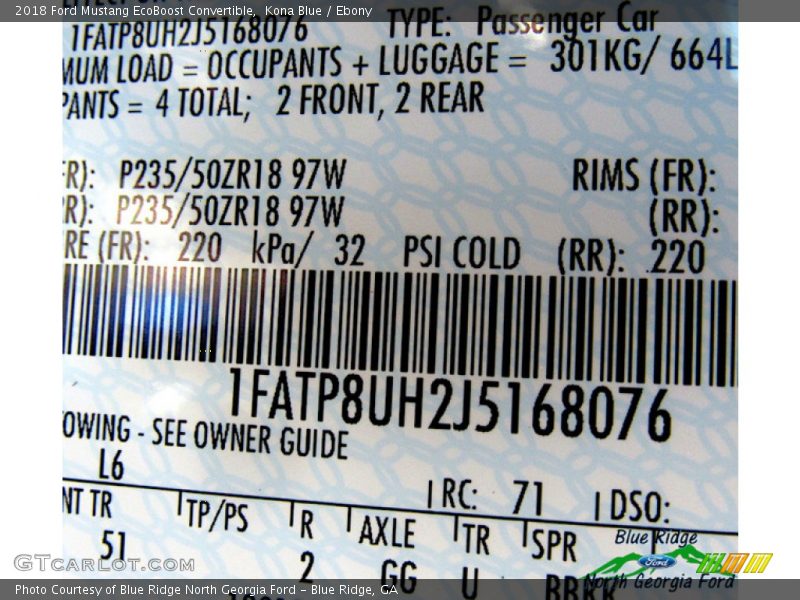 2018 Ford Mustang EcoBoost Convertible, Kona Blue / Ebony
1FATP8UH2J5168076 TYPE: Passenger Car
MUM LOAD = OCCUPANTS + LUGGAGE = 301KG/ 664L
PANTS = 4 TOTAL; 2 FRONT, 2 REAR
FR): P235/50ZR18 97W RIMS (FR):
RR): P235/50ZR18 97W (RR):
RE (FR): 220 kPa/ 32 PSI COLD (RR): 220
1FATP8UH2J5168076
OWING - SEE OWNER GUIDE
L6
RC: 71 DSO:
NT TR TP/PS R AXLE TR SPR
51 2 GG U
Blue Ridge
Ford
North Georgia Ford
GTCarLot.com
Photo Courtesy of Blue Ridge North Georgia Ford - Blue Ridge, GA